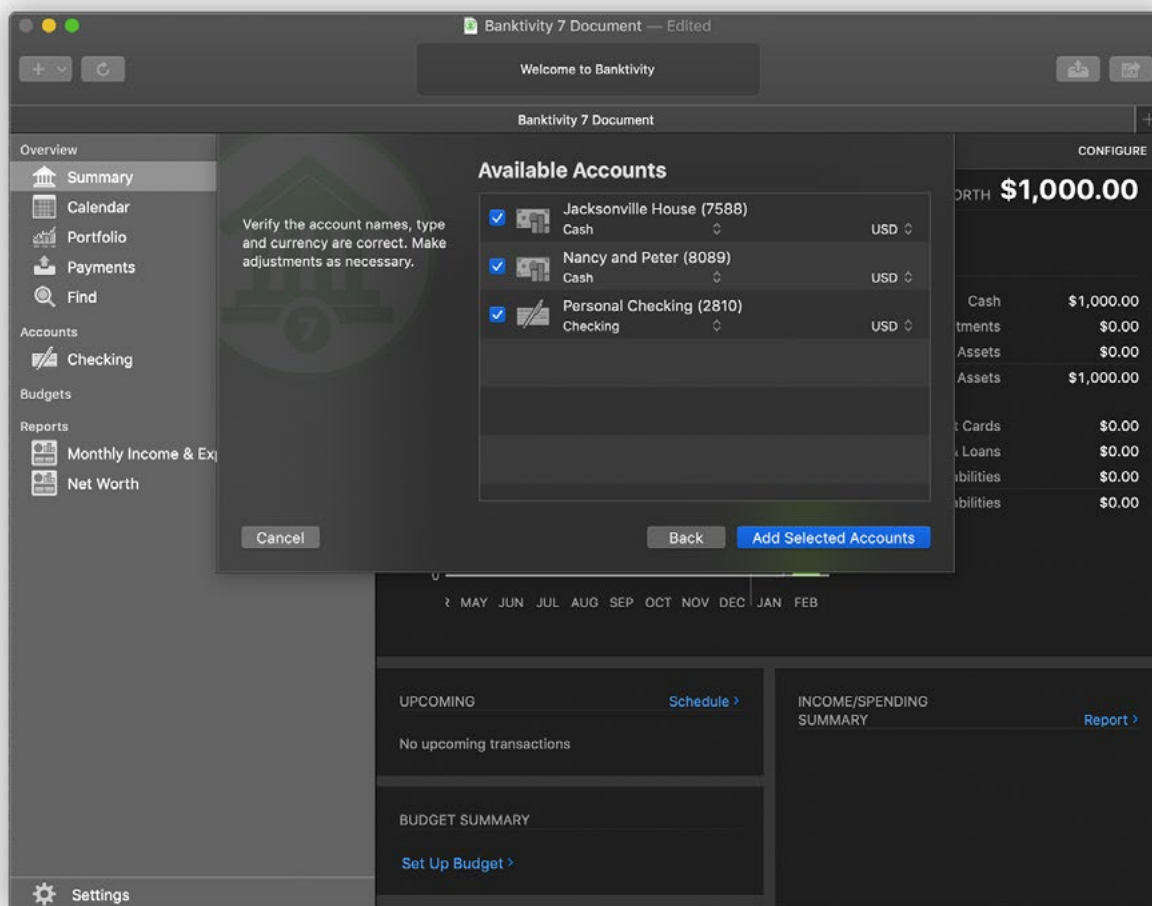 Banktivity 7 Document — Edited
Welcome to Banktivity
Banktivity 7 Document
Overview
Summary
Calendar
Portfolio
Payments
Find
Accounts
Checking
Budgets
Reports
Monthly Income & Exp
Net Worth
Settings
Verify the account names, type
and currency are correct. Make
adjustments as necessary.
7
Available Accounts
Jacksonville House (7588)
Cash USD
Nancy and Peter (8089)
Cash USD
Personal Checking (2810)
Checking USD
Cancel
Back
Add Selected Accounts
CONFIGURE
ORTH $1,000.00
Cash $1,000.00
tments $0.00
Assets $0.00
Assets $1,000.00
t Cards $0.00
Loans $0.00
abilities $0.00
abilities $0.00
0
MAY JUN JUL AUG SEP OCT NOV DEC JAN FEB
UPCOMING
Schedule >
No upcoming transactions
BUDGET SUMMARY
Set Up Budget >
INCOME/SPENDING
SUMMARY
Report >